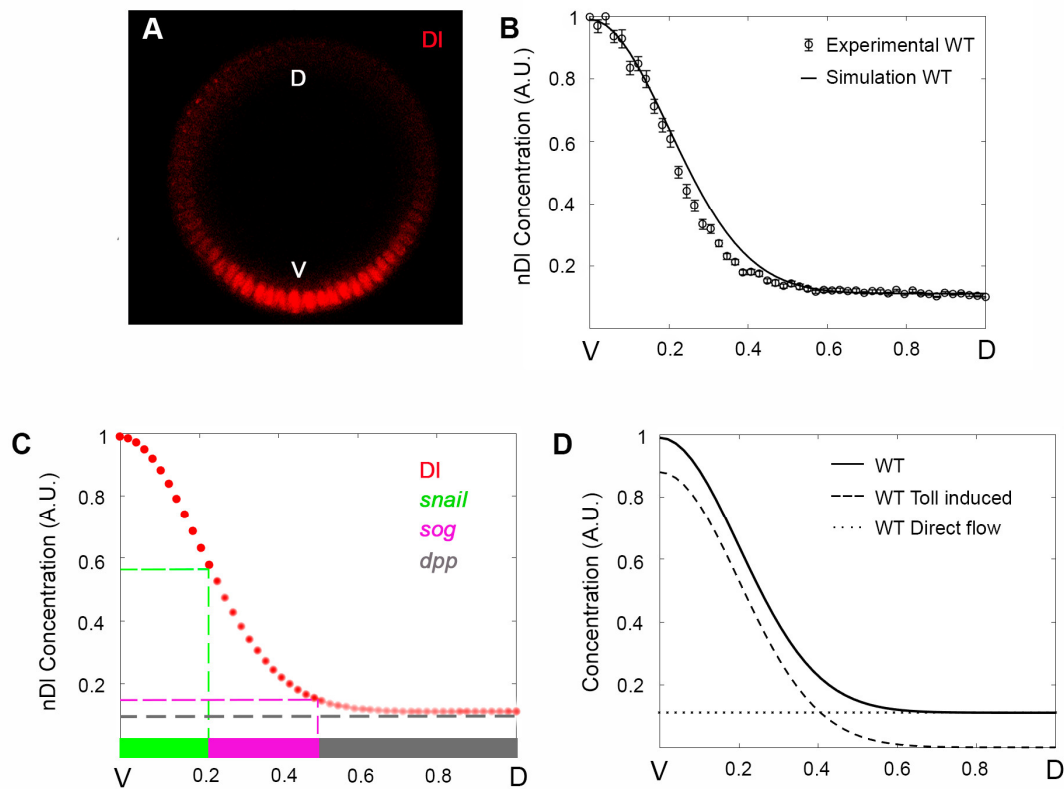 A
Dl
D
V
B
nDl Concentration (A.U.)
1
0.8
0.6
0.4
0.2
Experimental WT
Simulation WT
V
0.2
0.4
0.6
0.8
D
C
nDl Concentration (A.U.)
1
0.8
0.6
0.4
0.2
Dl
snail
sog
dpp
V
0.2
0.4
0.6
0.8
D
D
Concentration (A.U.)
1
0.8
0.6
0.4
0.2
WT
WT Toll induced
WT Direct flow
V
0.2
0.4
0.6
0.8
D